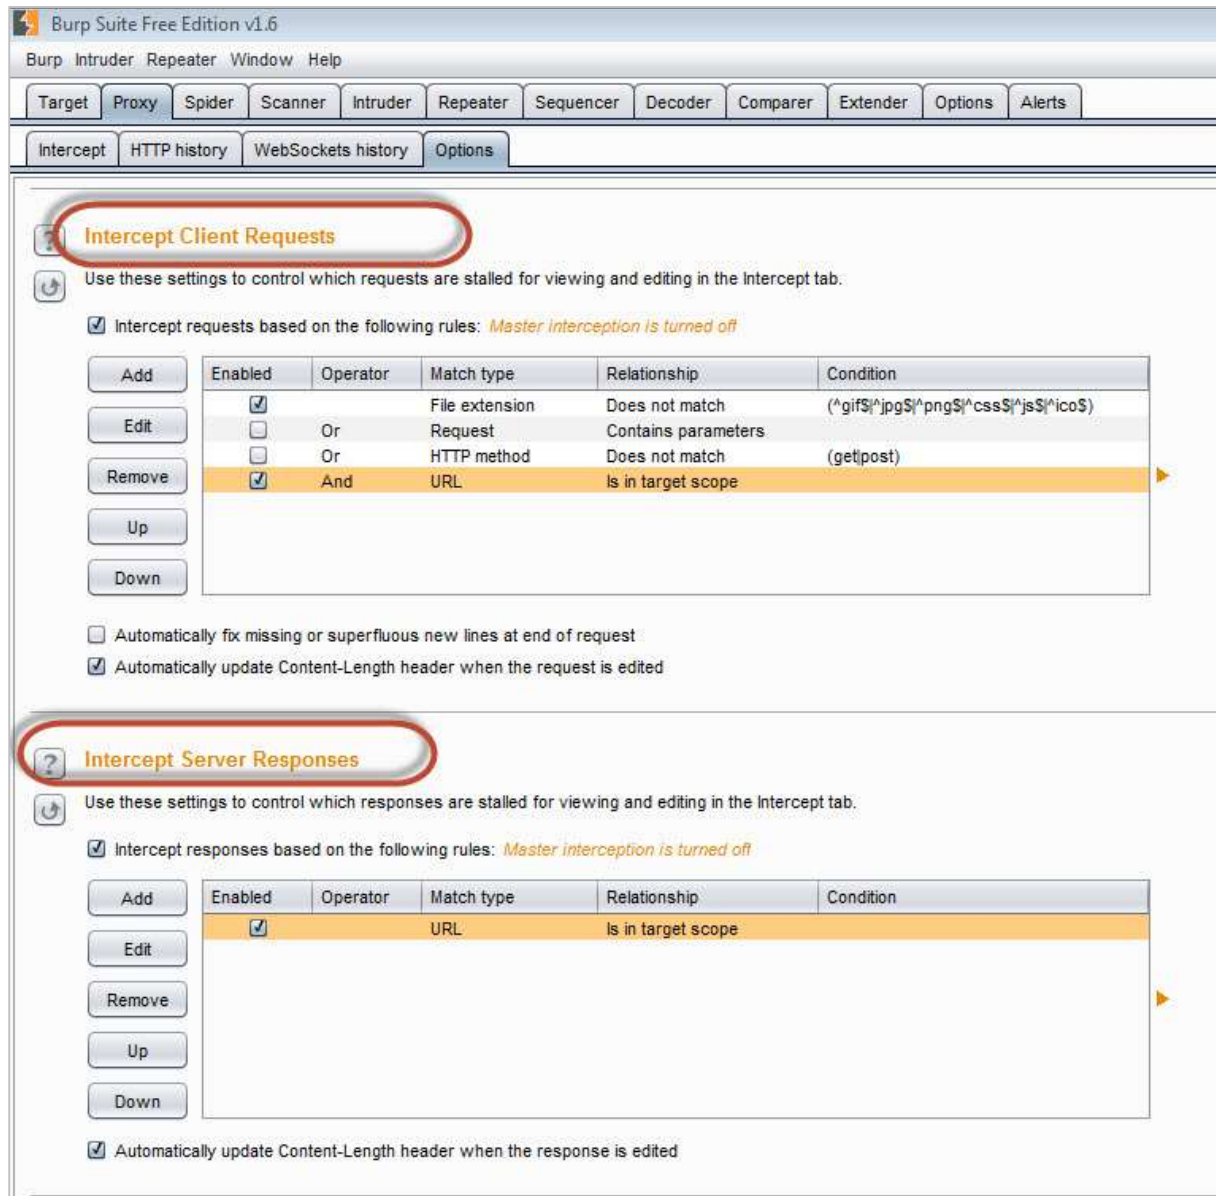 Burp Suite Free Edition v1.6
Burp Intruder Repeater Window Help
Target Proxy Spider Scanner Intruder Repeater Sequencer Decoder Comparer Extender Options Alerts
Intercept HTTP history WebSockets history Options
? Intercept Client Requests
Use these settings to control which requests are stalled for viewing and editing in the Intercept tab.
Intercept requests based on the following rules: Master interception is turned off
Add Enabled Operator Match type Relationship Condition
File extension Does not match (^gif$|^jpg$|^png$|^css$|^js$|^ico$)
Edit Or Request Contains parameters
Or HTTP method Does not match (get|post)
Remove And URL Is in target scope
Up
Down
Automatically fix missing or superfluous new lines at end of request
Automatically update Content-Length header when the request is edited
? Intercept Server Responses
Use these settings to control which responses are stalled for viewing and editing in the Intercept tab.
Intercept responses based on the following rules: Master interception is turned off
Add Enabled Operator Match type Relationship Condition
URL Is in target scope
Edit
Remove
Up
Down
Automatically update Content-Length header when the response is edited